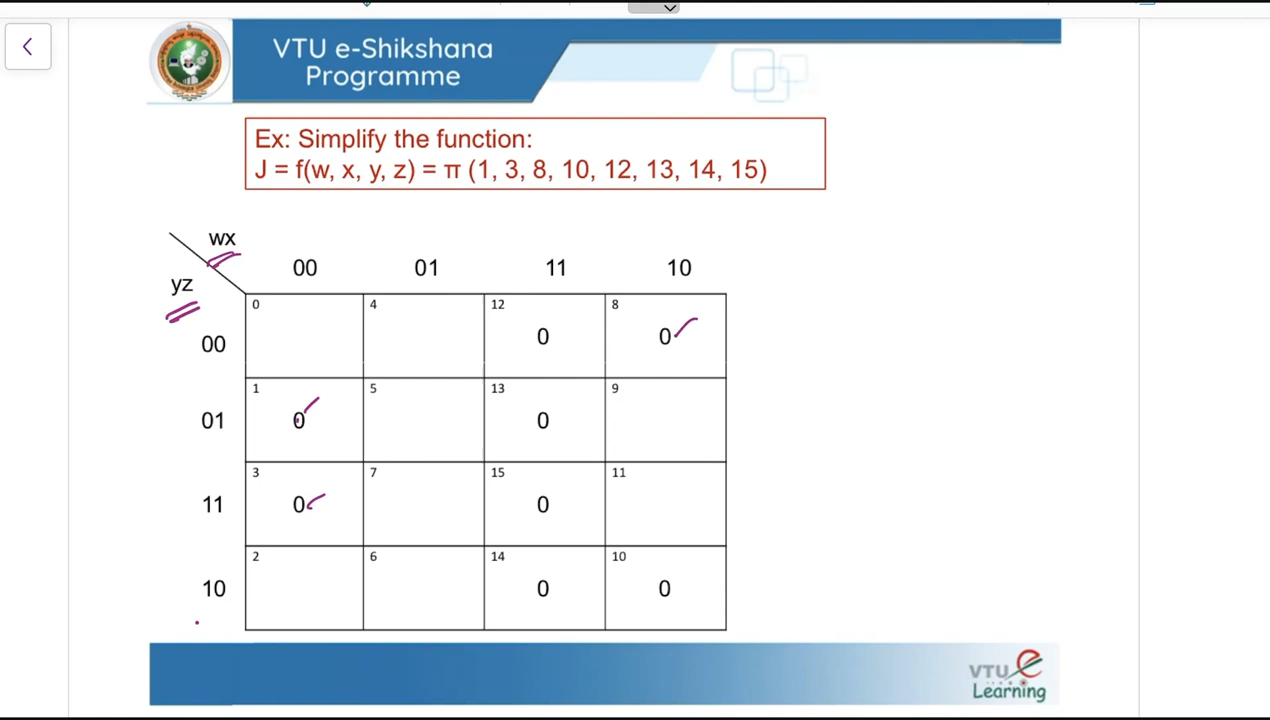 VTU e-Shikshana
Programme
Ex: Simplify the function:
J = f(w, x, y, z) = π (1, 3, 8, 10, 12, 13, 14, 15)
wx
yz
00 01 11 10
0 4 12 8
00 0 0
1 5 13 9
01 0 0
3 7 15 11
11 0 0
2 6 14 10
10 0 0
VTU e
Learning